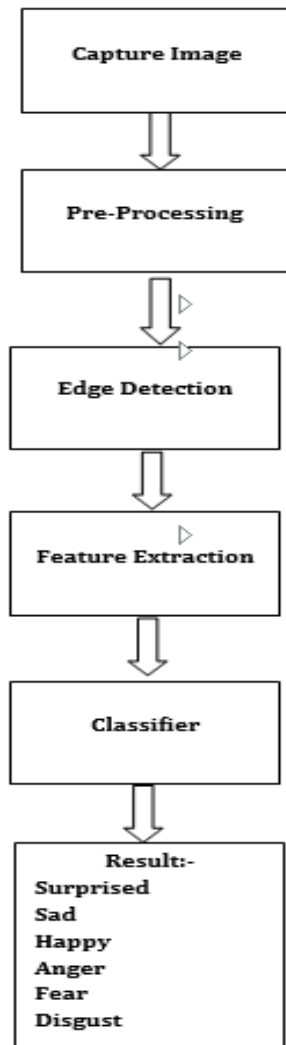 Capture Image
Pre-Processing
Edge Detection
Feature Extraction
Classifier
Result:-
Surprised
Sad
Happy
Anger
Fear
Disgust